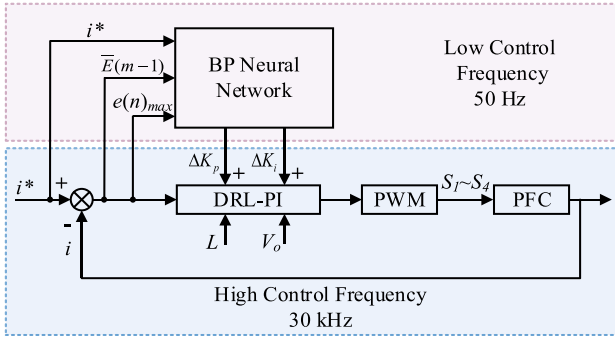 i*
E̅(m−1)
e(n)max
BP Neural
Network
Low Control
Frequency
50 Hz
ΔKp
+
ΔKi
+
i*
+
-
i
DRL-PI
PWM
S1~S4
PFC
L
Vo
High Control Frequency
30 kHz